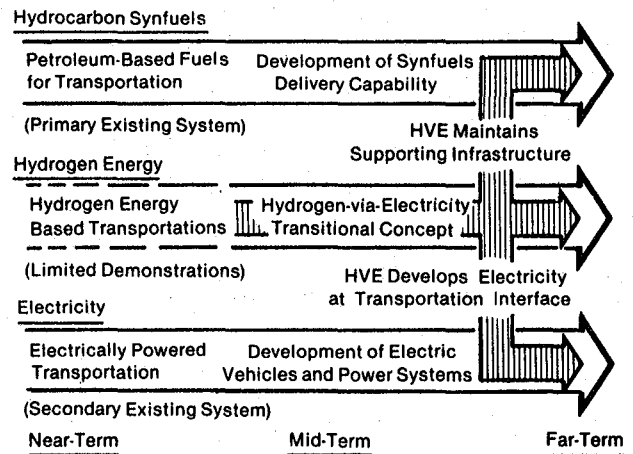 Hydrocarbon Synfuels
Petroleum-Based Fuels
for Transportation
Development of Synfuels
Delivery Capability
(Primary Existing System)
HVE Maintains
Supporting Infrastructure
Hydrogen Energy
Hydrogen Energy
Based Transportations
Hydrogen-via-Electricity
Transitional Concept
(Limited Demonstrations)
HVE Develops Electricity
at Transportation Interface
Electricity
Electrically Powered
Transportation
Development of Electric
Vehicles and Power Systems
(Secondary Existing System)
Near-Term Mid-Term Far-Term